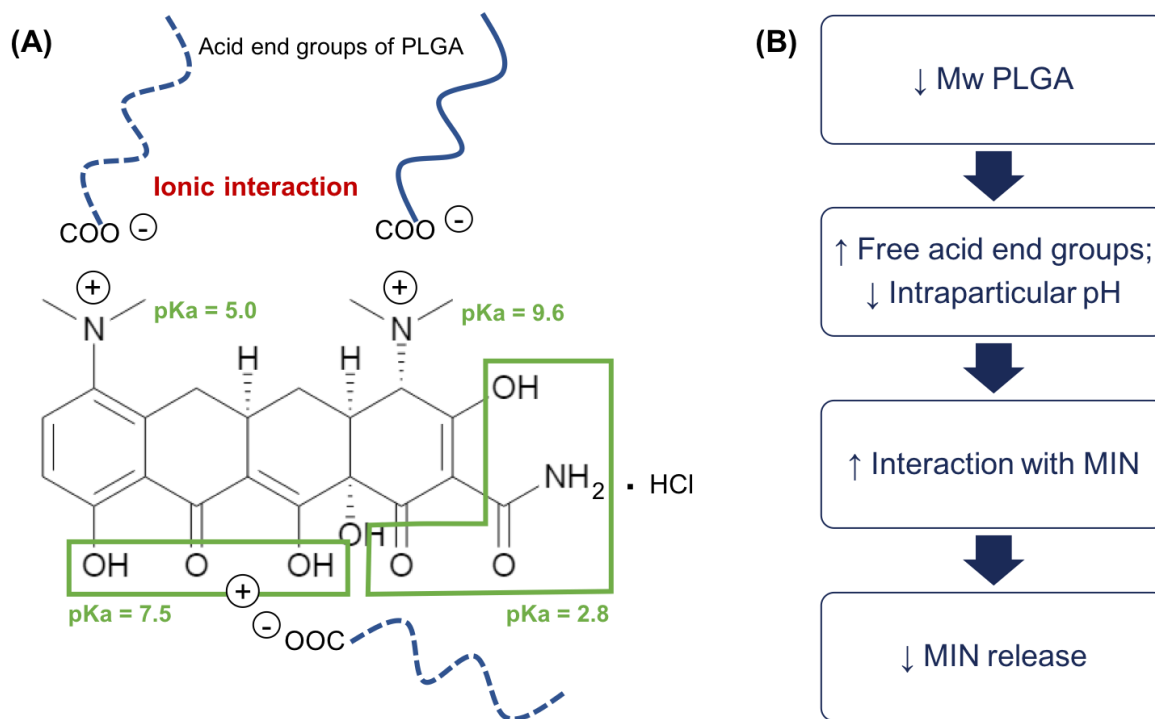 (A)
Acid end groups of PLGA
Ionic interaction
COO -
COO -
+
+
pKa = 5.0
pKa = 9.6
N
N
H
H
OH
NH2
. HCl
OH
OH
O
OH
O
O
+
pKa = 7.5
pKa = 2.8
- OOC
(B)
↓ Mw PLGA
↑ Free acid end groups;
↓ Intraparticular pH
↑ Interaction with MIN
↓ MIN release